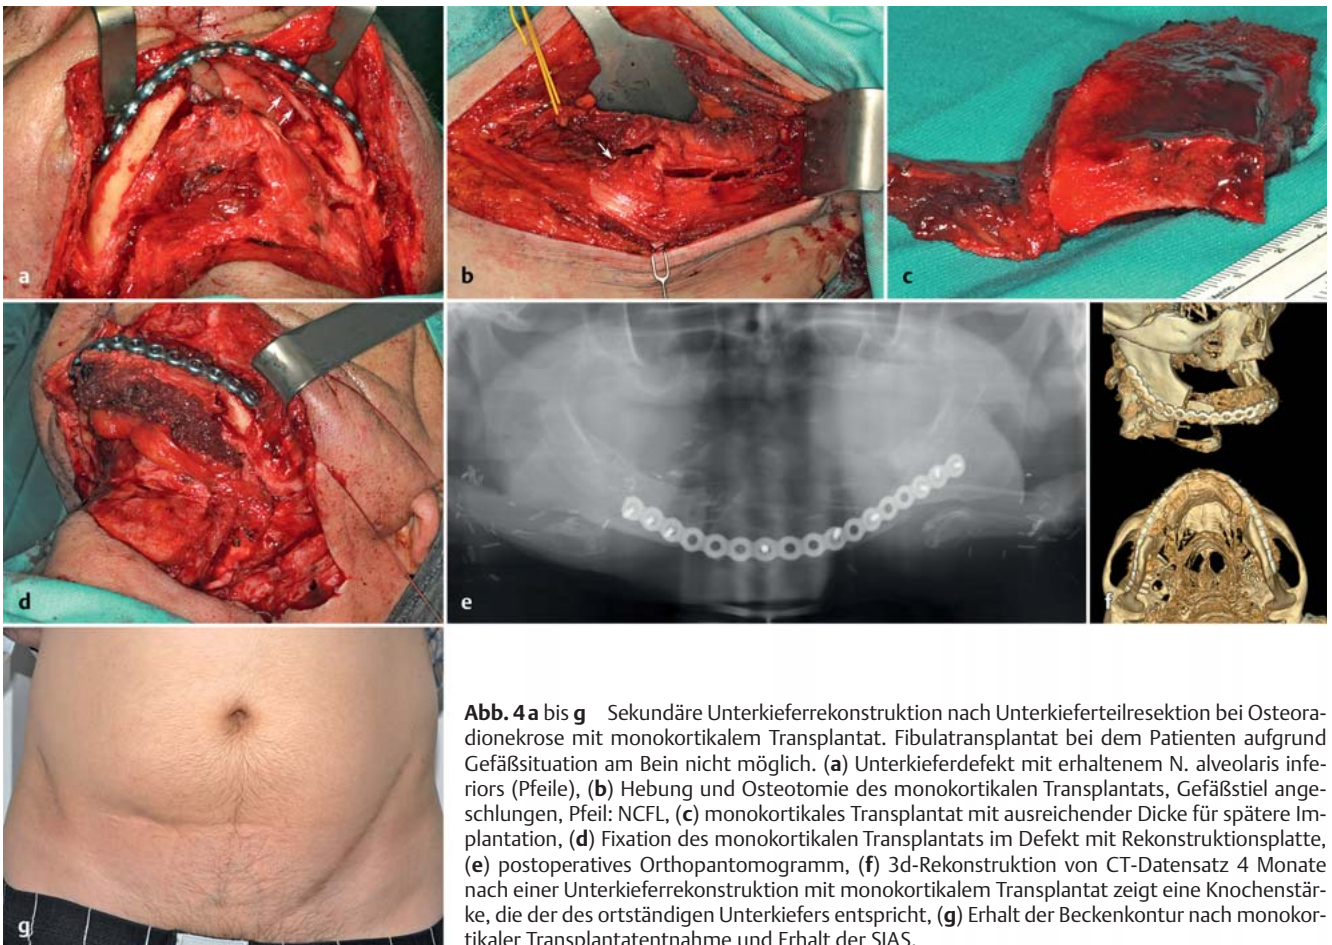 a
b
c
d
e
f
g
Abb. 4 a bis g Sekundäre Unterkieferrekonstruktion nach Unterkieferteilresektion bei Osteora-
dionekrose mit monokortikalem Transplantat. Fibulatransplantat bei dem Patienten aufgrund
Gefäßsituation am Bein nicht möglich. (a) Unterkieferdefekt mit erhaltenem N. alveolaris infe-
riors (Pfeile), (b) Hebung und Osteotomie des monokortikalen Transplantats, Gefäßstiel ange-
schlungen, Pfeil: NCFL, (c) monokortikales Transplantat mit ausreichender Dicke für spätere Im-
plantation, (d) Fixation des monokortikalen Transplantats im Defekt mit Rekonstruktionsplatte,
(e) postoperatives Orthopantomogramm, (f) 3d-Rekonstruktion von CT-Datensatz 4 Monate
nach einer Unterkieferrekonstruktion mit monokortikalem Transplantat zeigt eine Knochenstär-
ke, die der des ortständigen Unterkiefers entspricht, (g) Erhalt der Beckenkontur nach monokor-
tikaler Transplantatentnahme und Erhalt der SIAS.